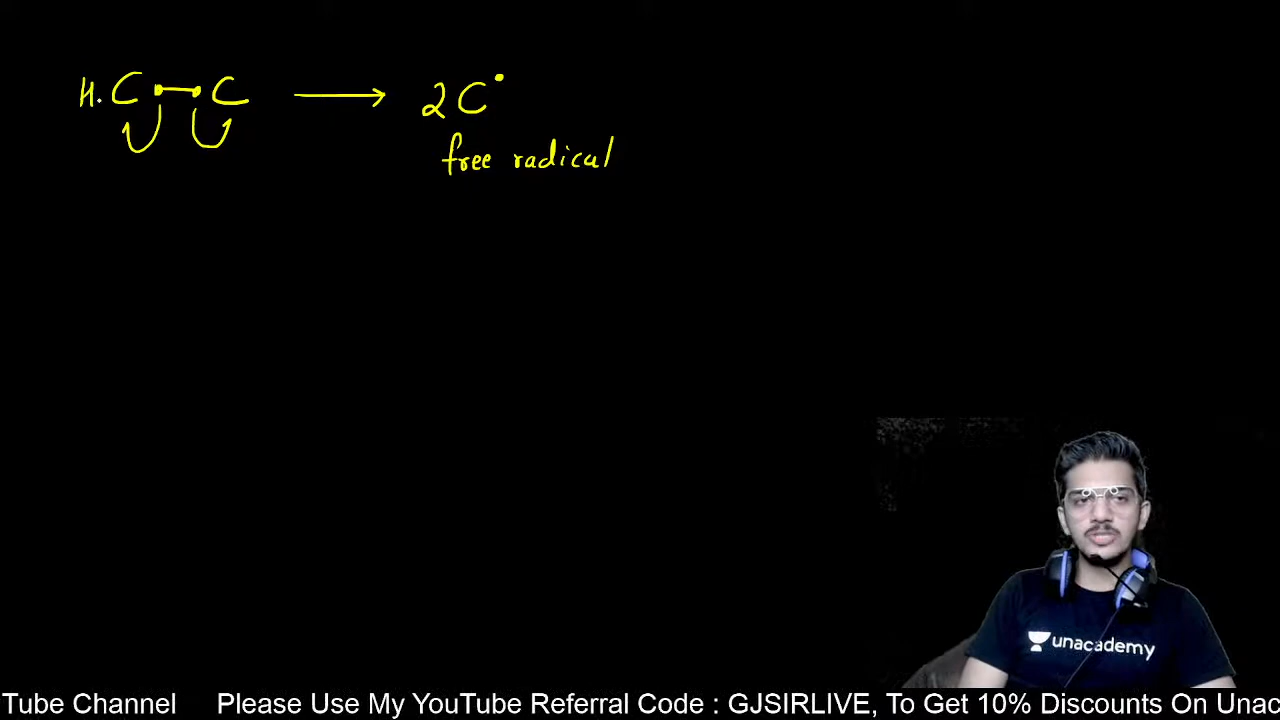 H. C •—• C ⟶ 2C•
free radical
unacademy
Tube Channel Please Use My YouTube Referral Code : GJSIRLIVE, To Get 10% Discounts On Unac